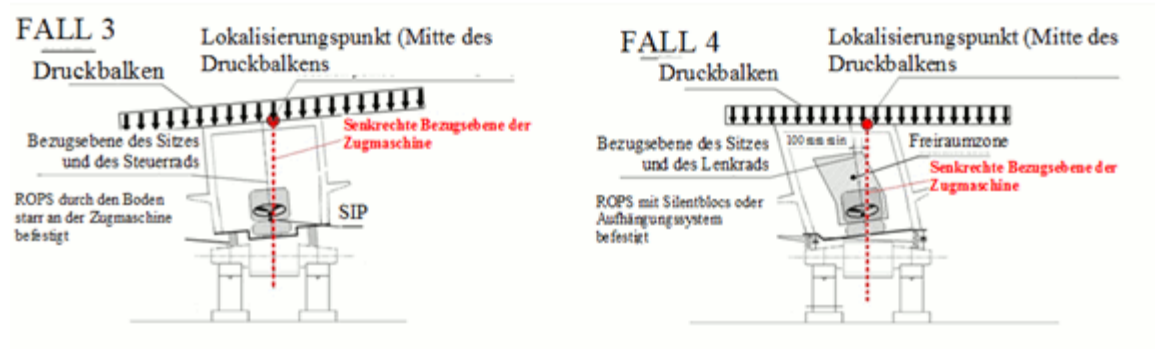 FALL 3
Lokalisierungspunkt (Mitte des
Druckbalkens
Druckbalken
Senkrechte Bezugsebene der
Zugmaschine
Bezugsebene des Sitzes
und des Steuerrads
ROPS durch den Boden
starr an der Zugmaschine
befestigt
SIP
FALL 4
Lokalisierungspunkt (Mitte des
Druckbalkens
Druckbalken
100 mm min
Freiraumzone
Bezugsebene des Sitzes
und des Lenkrads
Senkrechte Bezugsebene der
Zugmaschine
ROPS mit Silentblocs oder
Aufhängungssystem
befestigt